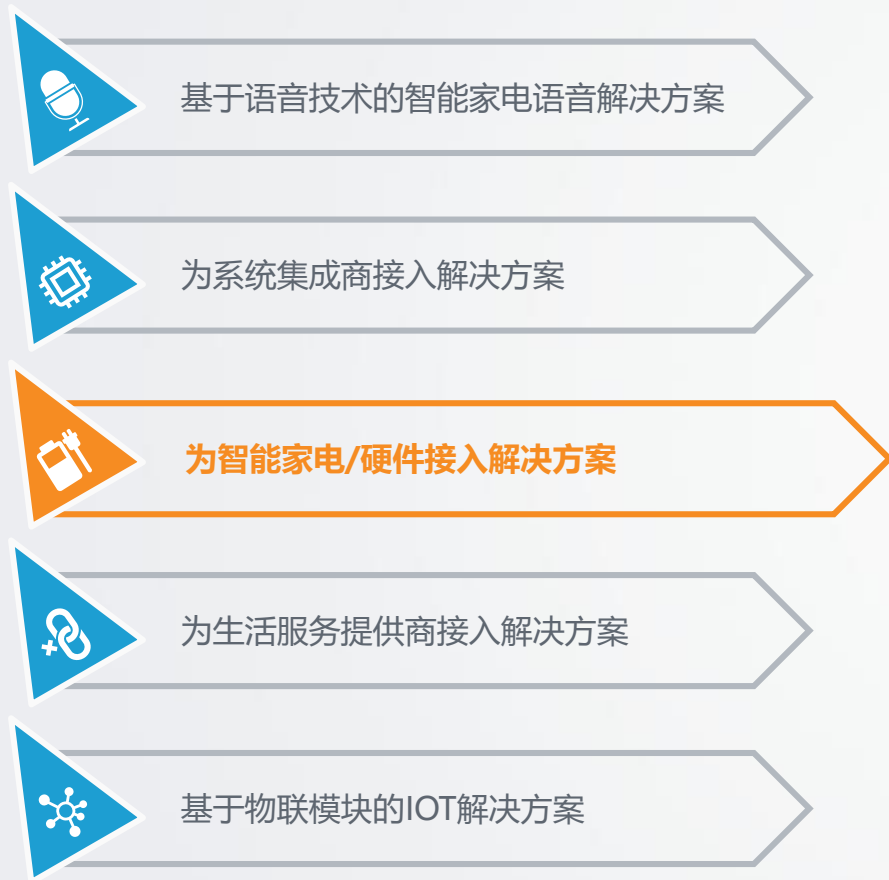 基于语音技术的智能家电语音解决方案
为系统集成商接入解决方案
为智能家电/硬件接入解决方案
为生活服务提供商接入解决方案
基于物联模块的IOT解决方案